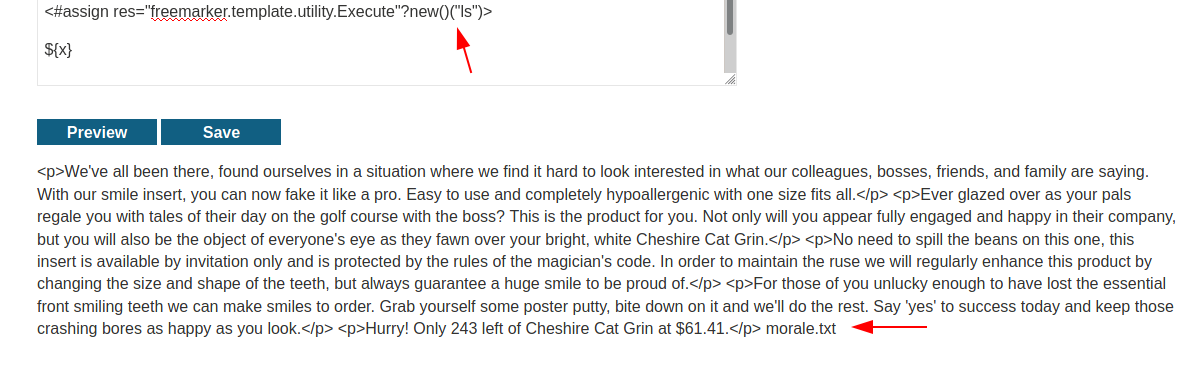 <#assign res="freemarker.template.utility.Execute"?new()("ls")>
${x}
Preview
Save
<p>We've all been there, found ourselves in a situation where we find it hard to look interested in what our colleagues, bosses, friends, and family are saying.
With our smile insert, you can now fake it like a pro. Easy to use and completely hypoallergenic with one size fits all.</p> <p>Ever glazed over as your pals
regale you with tales of their day on the golf course with the boss? This is the product for you. Not only will you appear fully engaged and happy in their company,
but you will also be the object of everyone's eye as they fawn over your bright, white Cheshire Cat Grin.</p> <p>No need to spill the beans on this one, this
insert is available by invitation only and is protected by the rules of the magician's code. In order to maintain the ruse we will regularly enhance this product by
changing the size and shape of the teeth, but always guarantee a huge smile to be proud of.</p> <p>For those of you unlucky enough to have lost the essential
front smiling teeth we can make smiles to order. Grab yourself some poster putty, bite down on it and we'll do the rest. Say 'yes' to success today and keep those
crashing bores as happy as you look.</p> <p>Hurry! Only 243 left of Cheshire Cat Grin at $61.41.</p> morale.txt